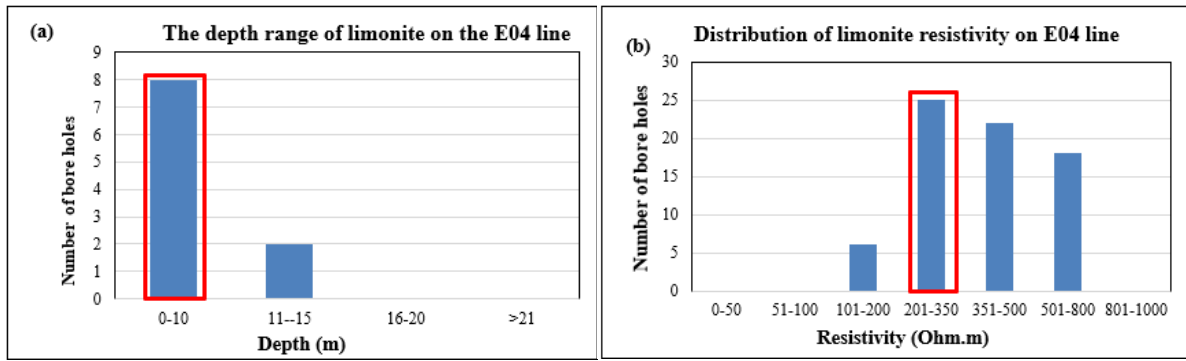 (a)
The depth range of limonite on the E04 line
9
8
7
6
5
4
3
2
1
0
Number of bore holes
0-10 11--15 16-20 >21
Depth (m)
(b)
Distribution of limonite resistivity on E04 line
30
25
20
15
10
5
0
Number of bore holes
0-50 51-100 101-200 201-350 351-500 501-800 801-1000
Resistivity (Ohm.m)